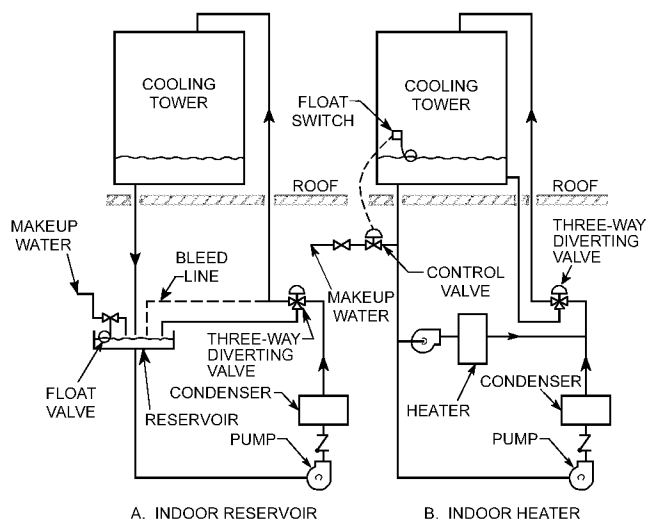 COOLING
TOWER
ROOF
MAKEUP
WATER
BLEED
LINE
THREE-WAY
DIVERTING
VALVE
FLOAT
VALVE
RESERVOIR
CONDENSER
PUMP
A. INDOOR RESERVOIR
COOLING
TOWER
FLOAT
SWITCH
ROOF
THREE-WAY
DIVERTING
VALVE
CONTROL
VALVE
MAKEUP
WATER
HEATER
CONDENSER
PUMP
B. INDOOR HEATER